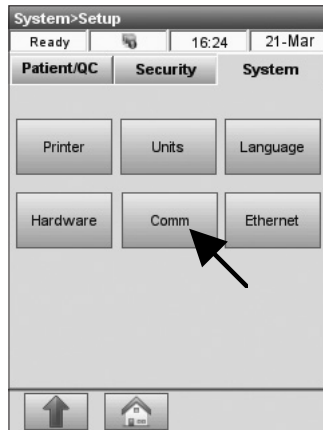 System>Setup
Ready 16:24 21-Mar
Patient/QC Security System
Printer Units Language
Hardware Comm Ethernet